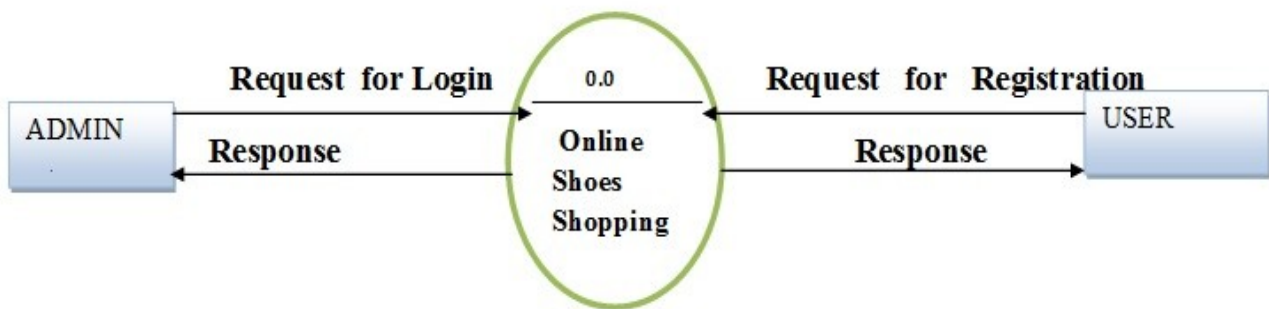 Request for Login
0.0
Request for Registration
ADMIN
USER
Response
Online
Shoes
Shopping
Response